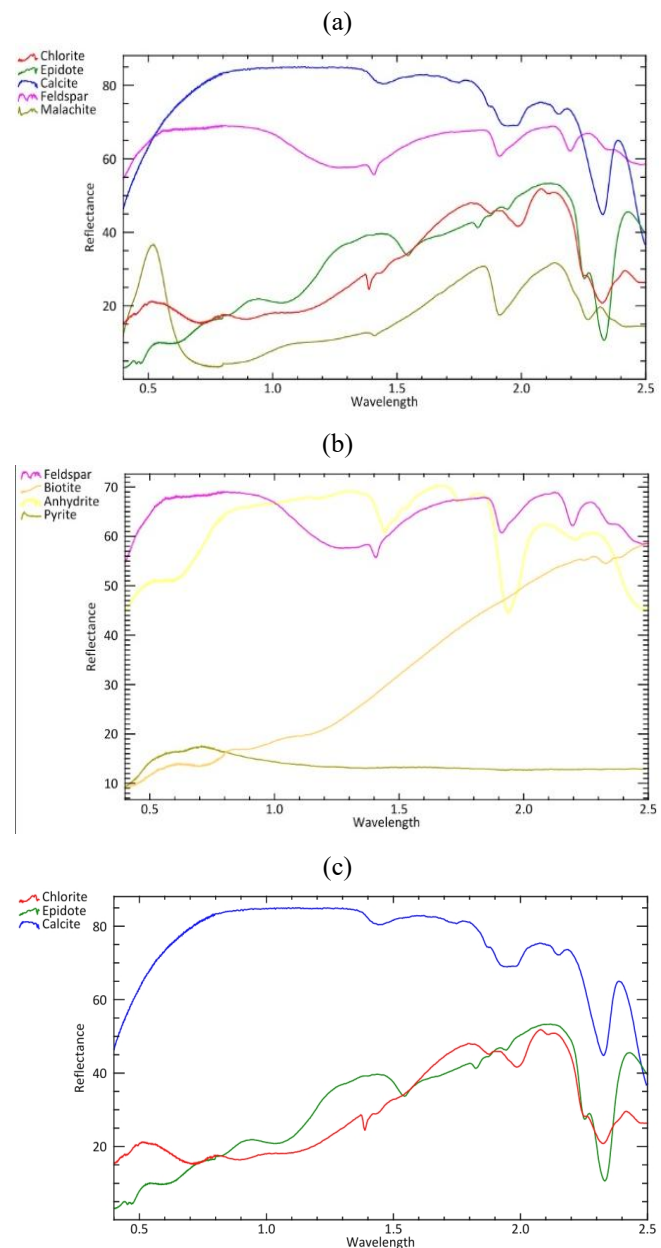 (a)
Chlorite
Epidote
Calcite
Feldspar
Malachite
80
60
40
20
Reflectance
0.5 1.0 1.5 2.0 2.5
Wavelength
(b)
Feldspar
Biotite
Anhydrite
Pyrite
70
60
50
40
30
20
10
Reflectance
0.5 1.0 1.5 2.0 2.5
Wavelength
(c)
Chlorite
Epidote
Calcite
80
60
40
20
Reflectance
0.5 1.0 1.5 2.0 2.5
Wavelength